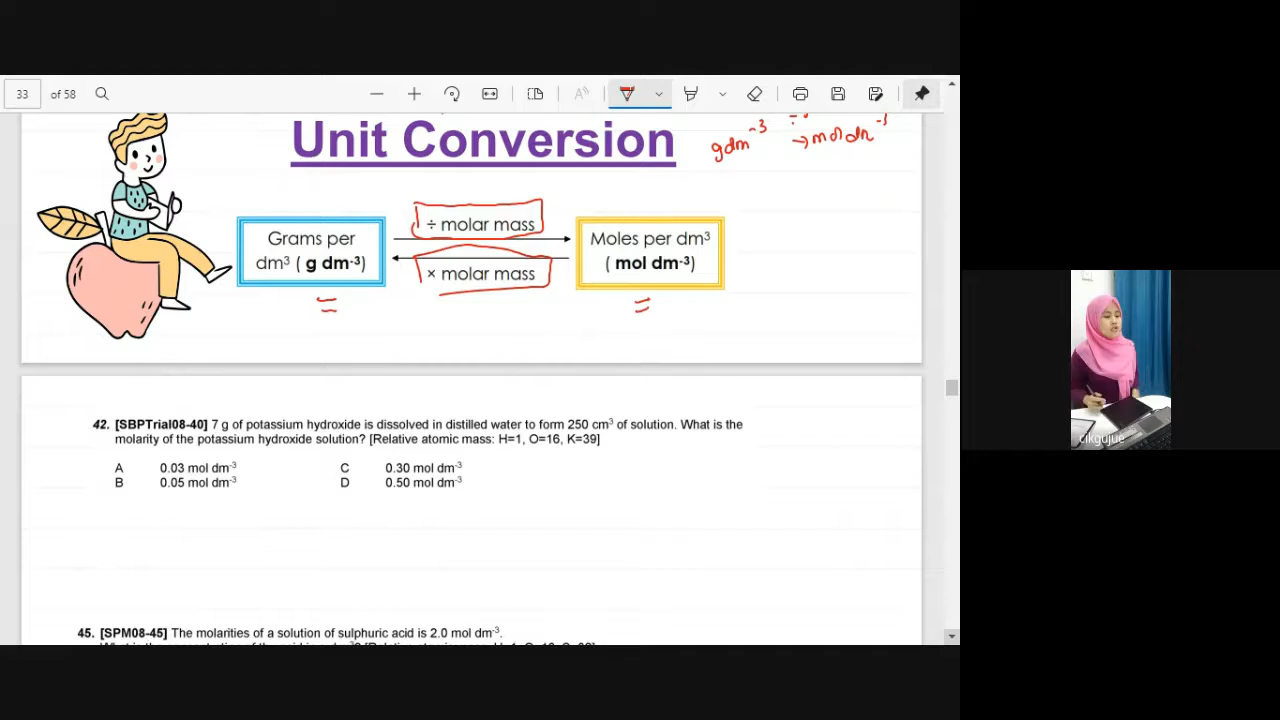 33 of 58
Unit Conversion
g dm⁻³ → mol dm⁻³
÷ molar mass
Grams per
dm³ ( g dm⁻³)
Moles per dm³
( mol dm⁻³)
× molar mass
42. [SBPTrial08-40] 7 g of potassium hydroxide is dissolved in distilled water to form 250 cm³ of solution. What is the
molarity of the potassium hydroxide solution? [Relative atomic mass: H=1, O=16, K=39]
A 0.03 mol dm⁻³ C 0.30 mol dm⁻³
B 0.05 mol dm⁻³ D 0.50 mol dm⁻³
45. [SPM08-45] The molarities of a solution of sulphuric acid is 2.0 mol dm⁻³.
cikgujue